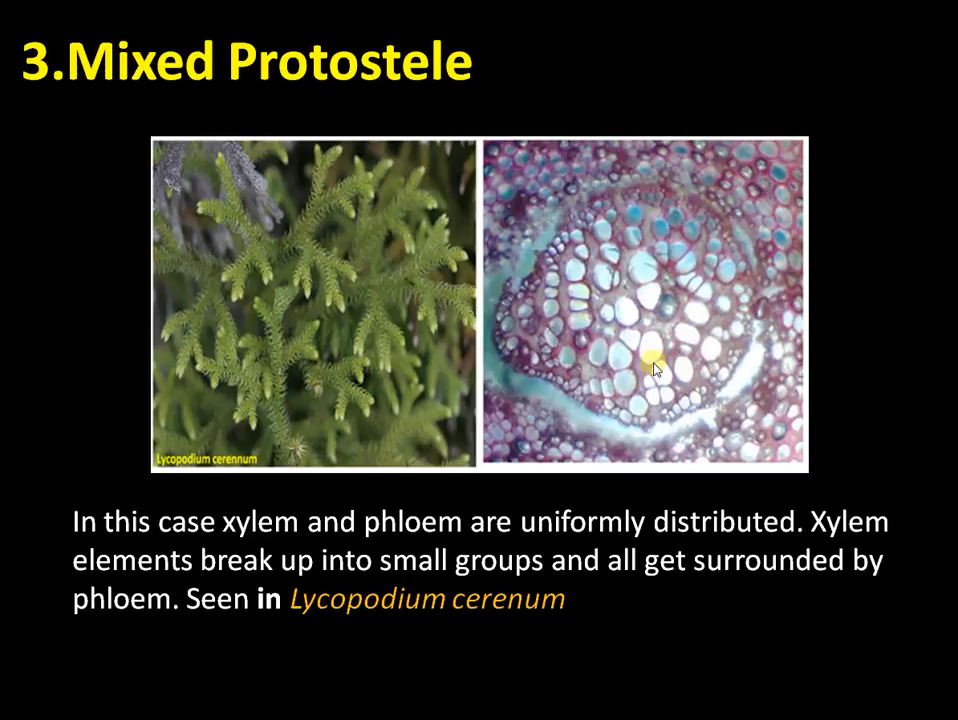 3.Mixed Protostele
Lycopodium cerennum
In this case xylem and phloem are uniformly distributed. Xylem
elements break up into small groups and all get surrounded by
phloem. Seen in Lycopodium cerenum